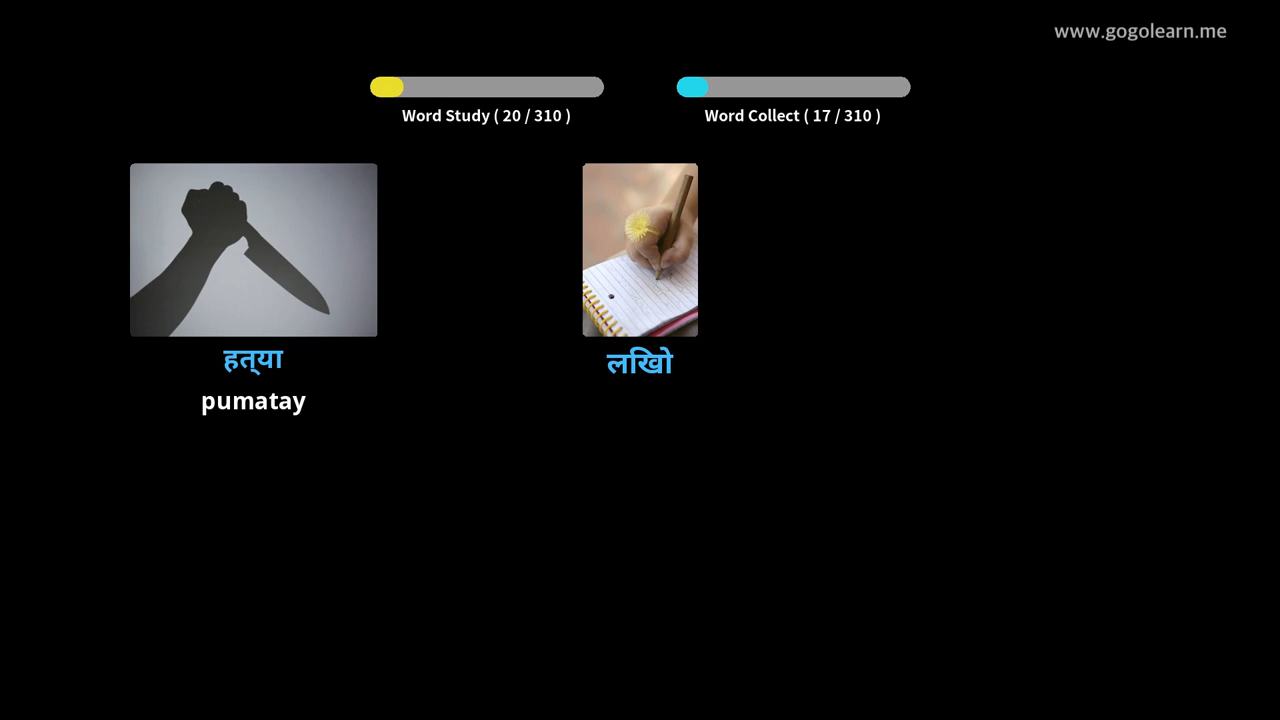 www.gogolearn.me
Word Study ( 20 / 310 )
Word Collect ( 17 / 310 )
हत्‌या
pumatay
लखिो